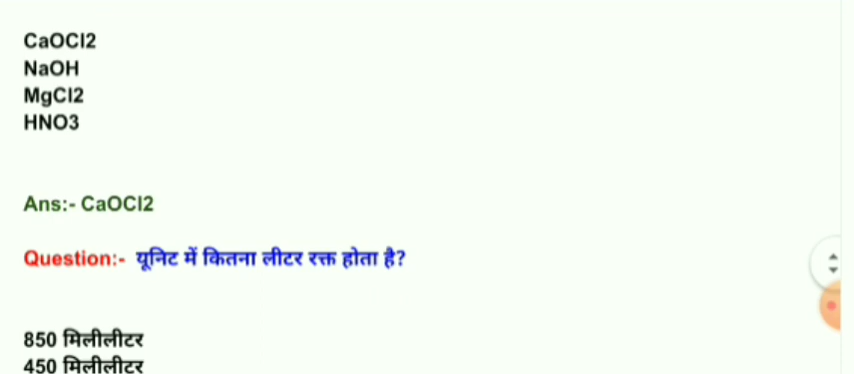 CaOCl2
NaOH
MgCl2
HNO3
Ans:- CaOCl2
Question:- यूनिट में कितना लीटर रक्त होता है?
850 मिलीलीटर
450 मिलीलीटर